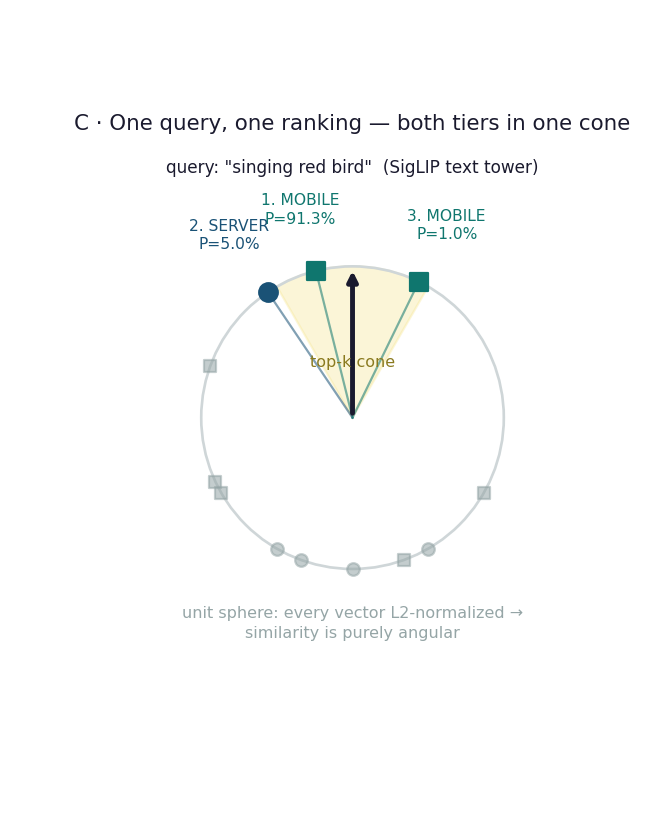 C · One query, one ranking — both tiers in one cone
query: "singing red bird"  (SigLIP text tower)
1. MOBILE
P=91.3%
2. SERVER
P=5.0%
3. MOBILE
P=1.0%
top-k cone
unit sphere: every vector L2-normalized →
similarity is purely angular